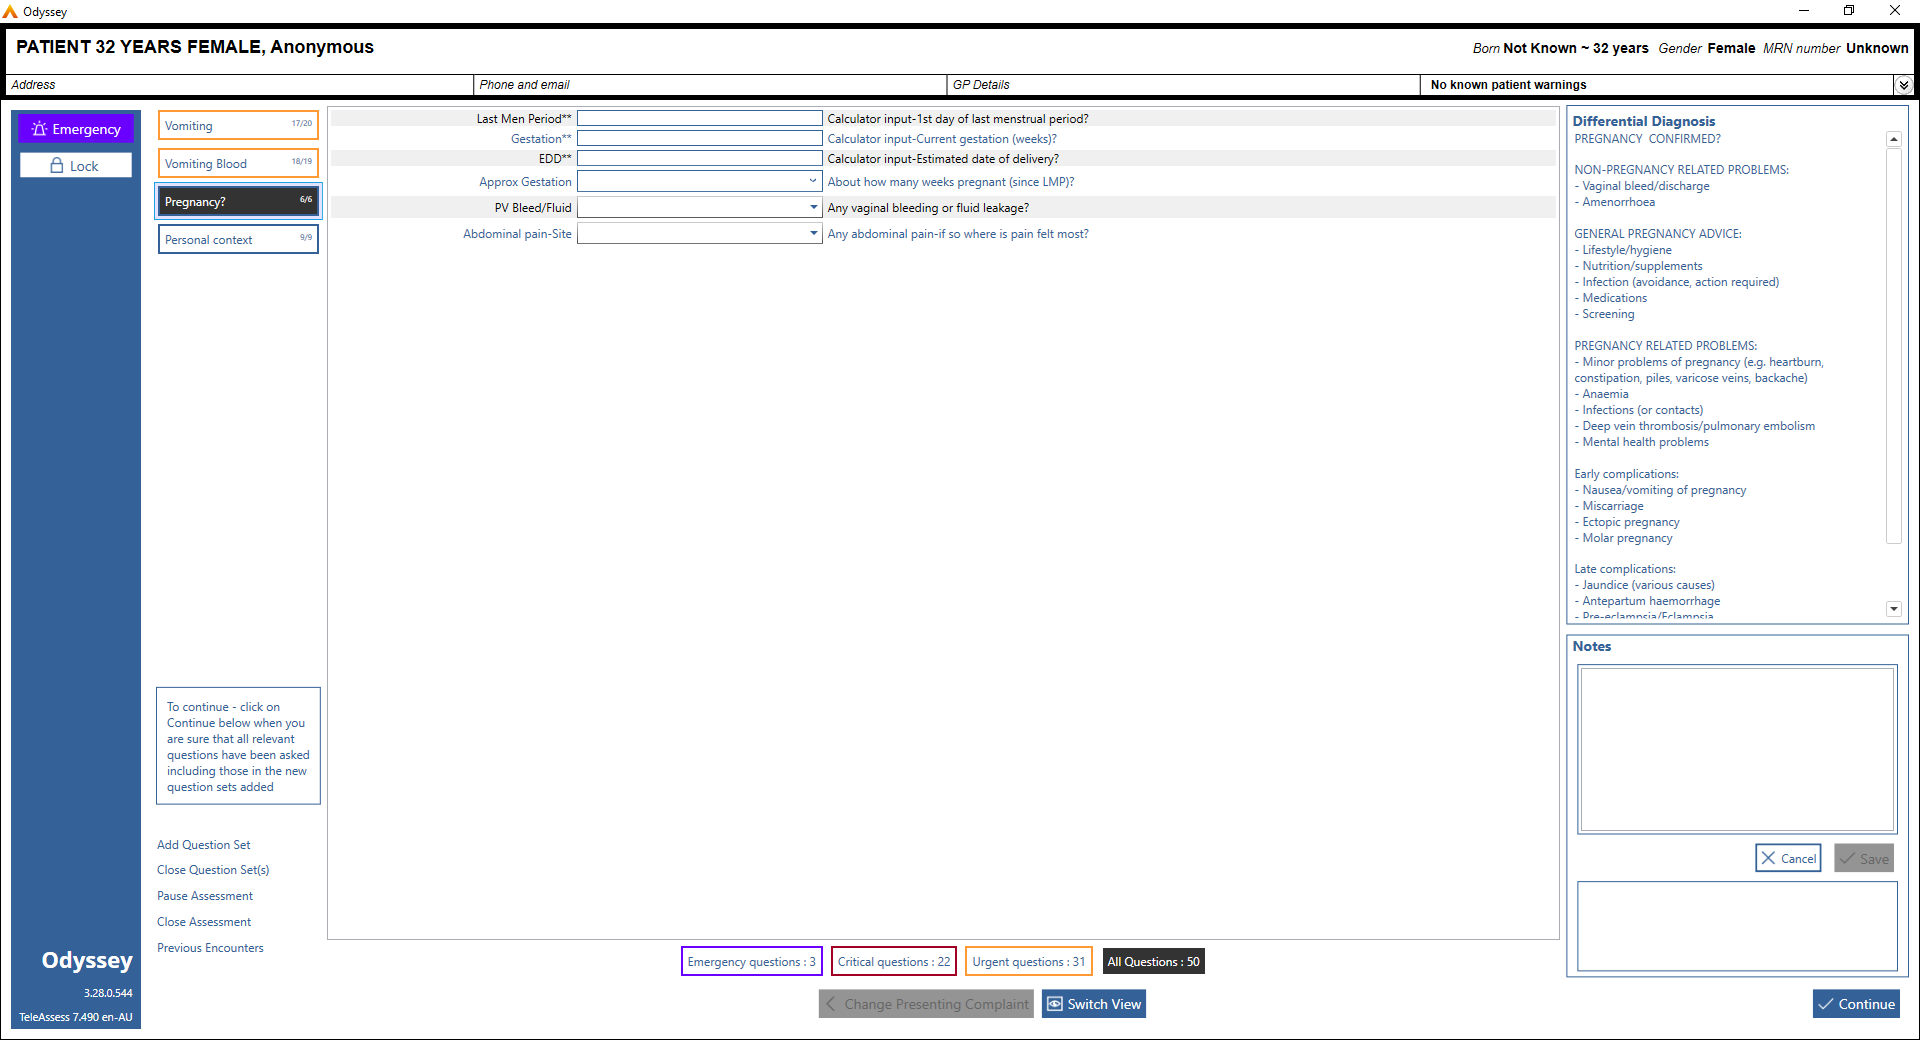 Odyssey
PATIENT 32 YEARS FEMALE, Anonymous
Born Not Known ~ 32 years Gender Female MRN number Unknown
Address
Phone and email
GP Details
No known patient warnings
Emergency
Lock
Vomiting 17/20
Vomiting Blood 18/19
Pregnancy? 6/6
Personal context 9/9
Last Men Period** Calculator input-1st day of last menstrual period?
Gestation** Calculator input-Current gestation (weeks)?
EDD** Calculator input-Estimated date of delivery?
Approx Gestation About how many weeks pregnant (since LMP)?
PV Bleed/Fluid Any vaginal bleeding or fluid leakage?
Abdominal pain-Site Any abdominal pain-if so where is pain felt most?
Differential Diagnosis
PREGNANCY CONFIRMED?
NON-PREGNANCY RELATED PROBLEMS:
- Vaginal bleed/discharge
- Amenorrhoea
GENERAL PREGNANCY ADVICE:
- Lifestyle/hygiene
- Nutrition/supplements
- Infection (avoidance, action required)
- Medications
- Screening
PREGNANCY RELATED PROBLEMS:
- Minor problems of pregnancy (e.g. heartburn,
constipation, piles, varicose veins, backache)
- Anaemia
- Infections (or contacts)
- Deep vein thrombosis/pulmonary embolism
- Mental health problems
Early complications:
- Nausea/vomiting of pregnancy
- Miscarriage
- Ectopic pregnancy
- Molar pregnancy
Late complications:
- Jaundice (various causes)
- Antepartum haemorrhage
- Pre-eclampsia/Eclampsia
Notes
Cancel
Save
To continue - click on
Continue below when you
are sure that all relevant
questions have been asked
including those in the new
question sets added
Add Question Set
Close Question Set(s)
Pause Assessment
Close Assessment
Previous Encounters
Odyssey
3.28.0.544
TeleAssess 7.490 en-AU
Emergency questions : 3
Critical questions : 22
Urgent questions : 31
All Questions : 50
Change Presenting Complaint
Switch View
Continue